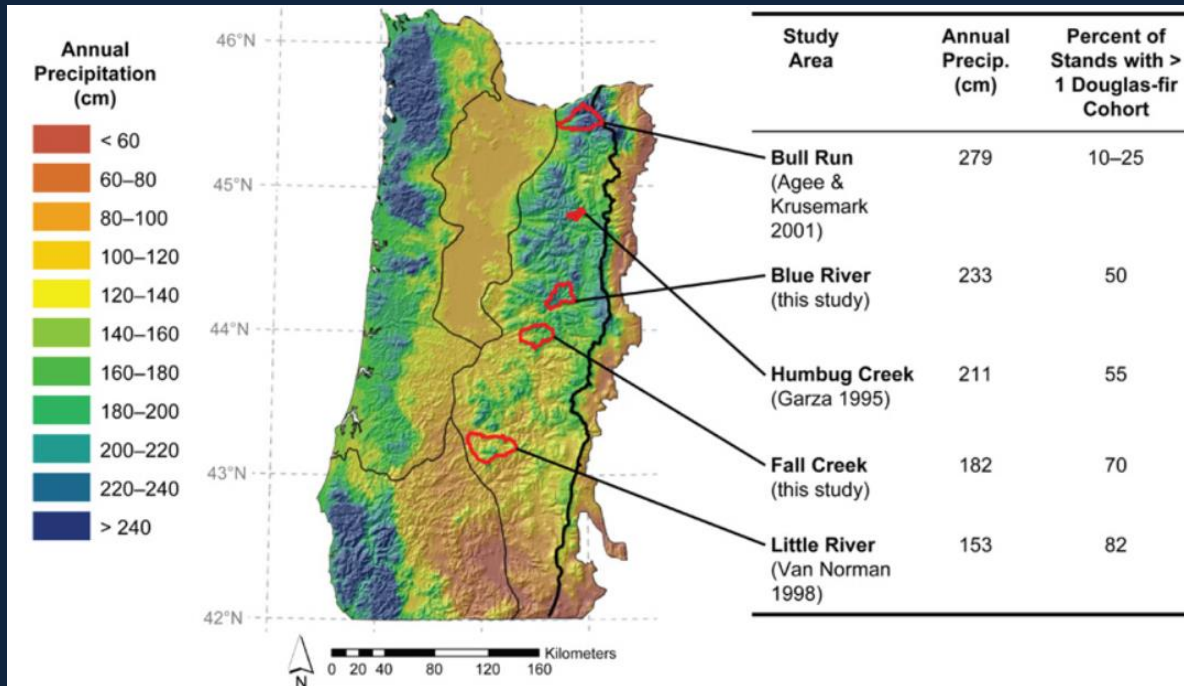 Annual
Precipitation
(cm)
< 60
60–80
80–100
100–120
120–140
140–160
160–180
180–200
200–220
220–240
> 240
46°N
45°N
44°N
43°N
42°N
N
0 20 40 80 120 160
Kilometers
Study Area Annual Precip. (cm) Percent of Stands with > 1 Douglas-fir Cohort
Bull Run 279 10–25
(Agee &
Krusemark
2001)
Blue River 233 50
(this study)
Humbug Creek 211 55
(Garza 1995)
Fall Creek 182 70
(this study)
Little River 153 82
(Van Norman
1998)